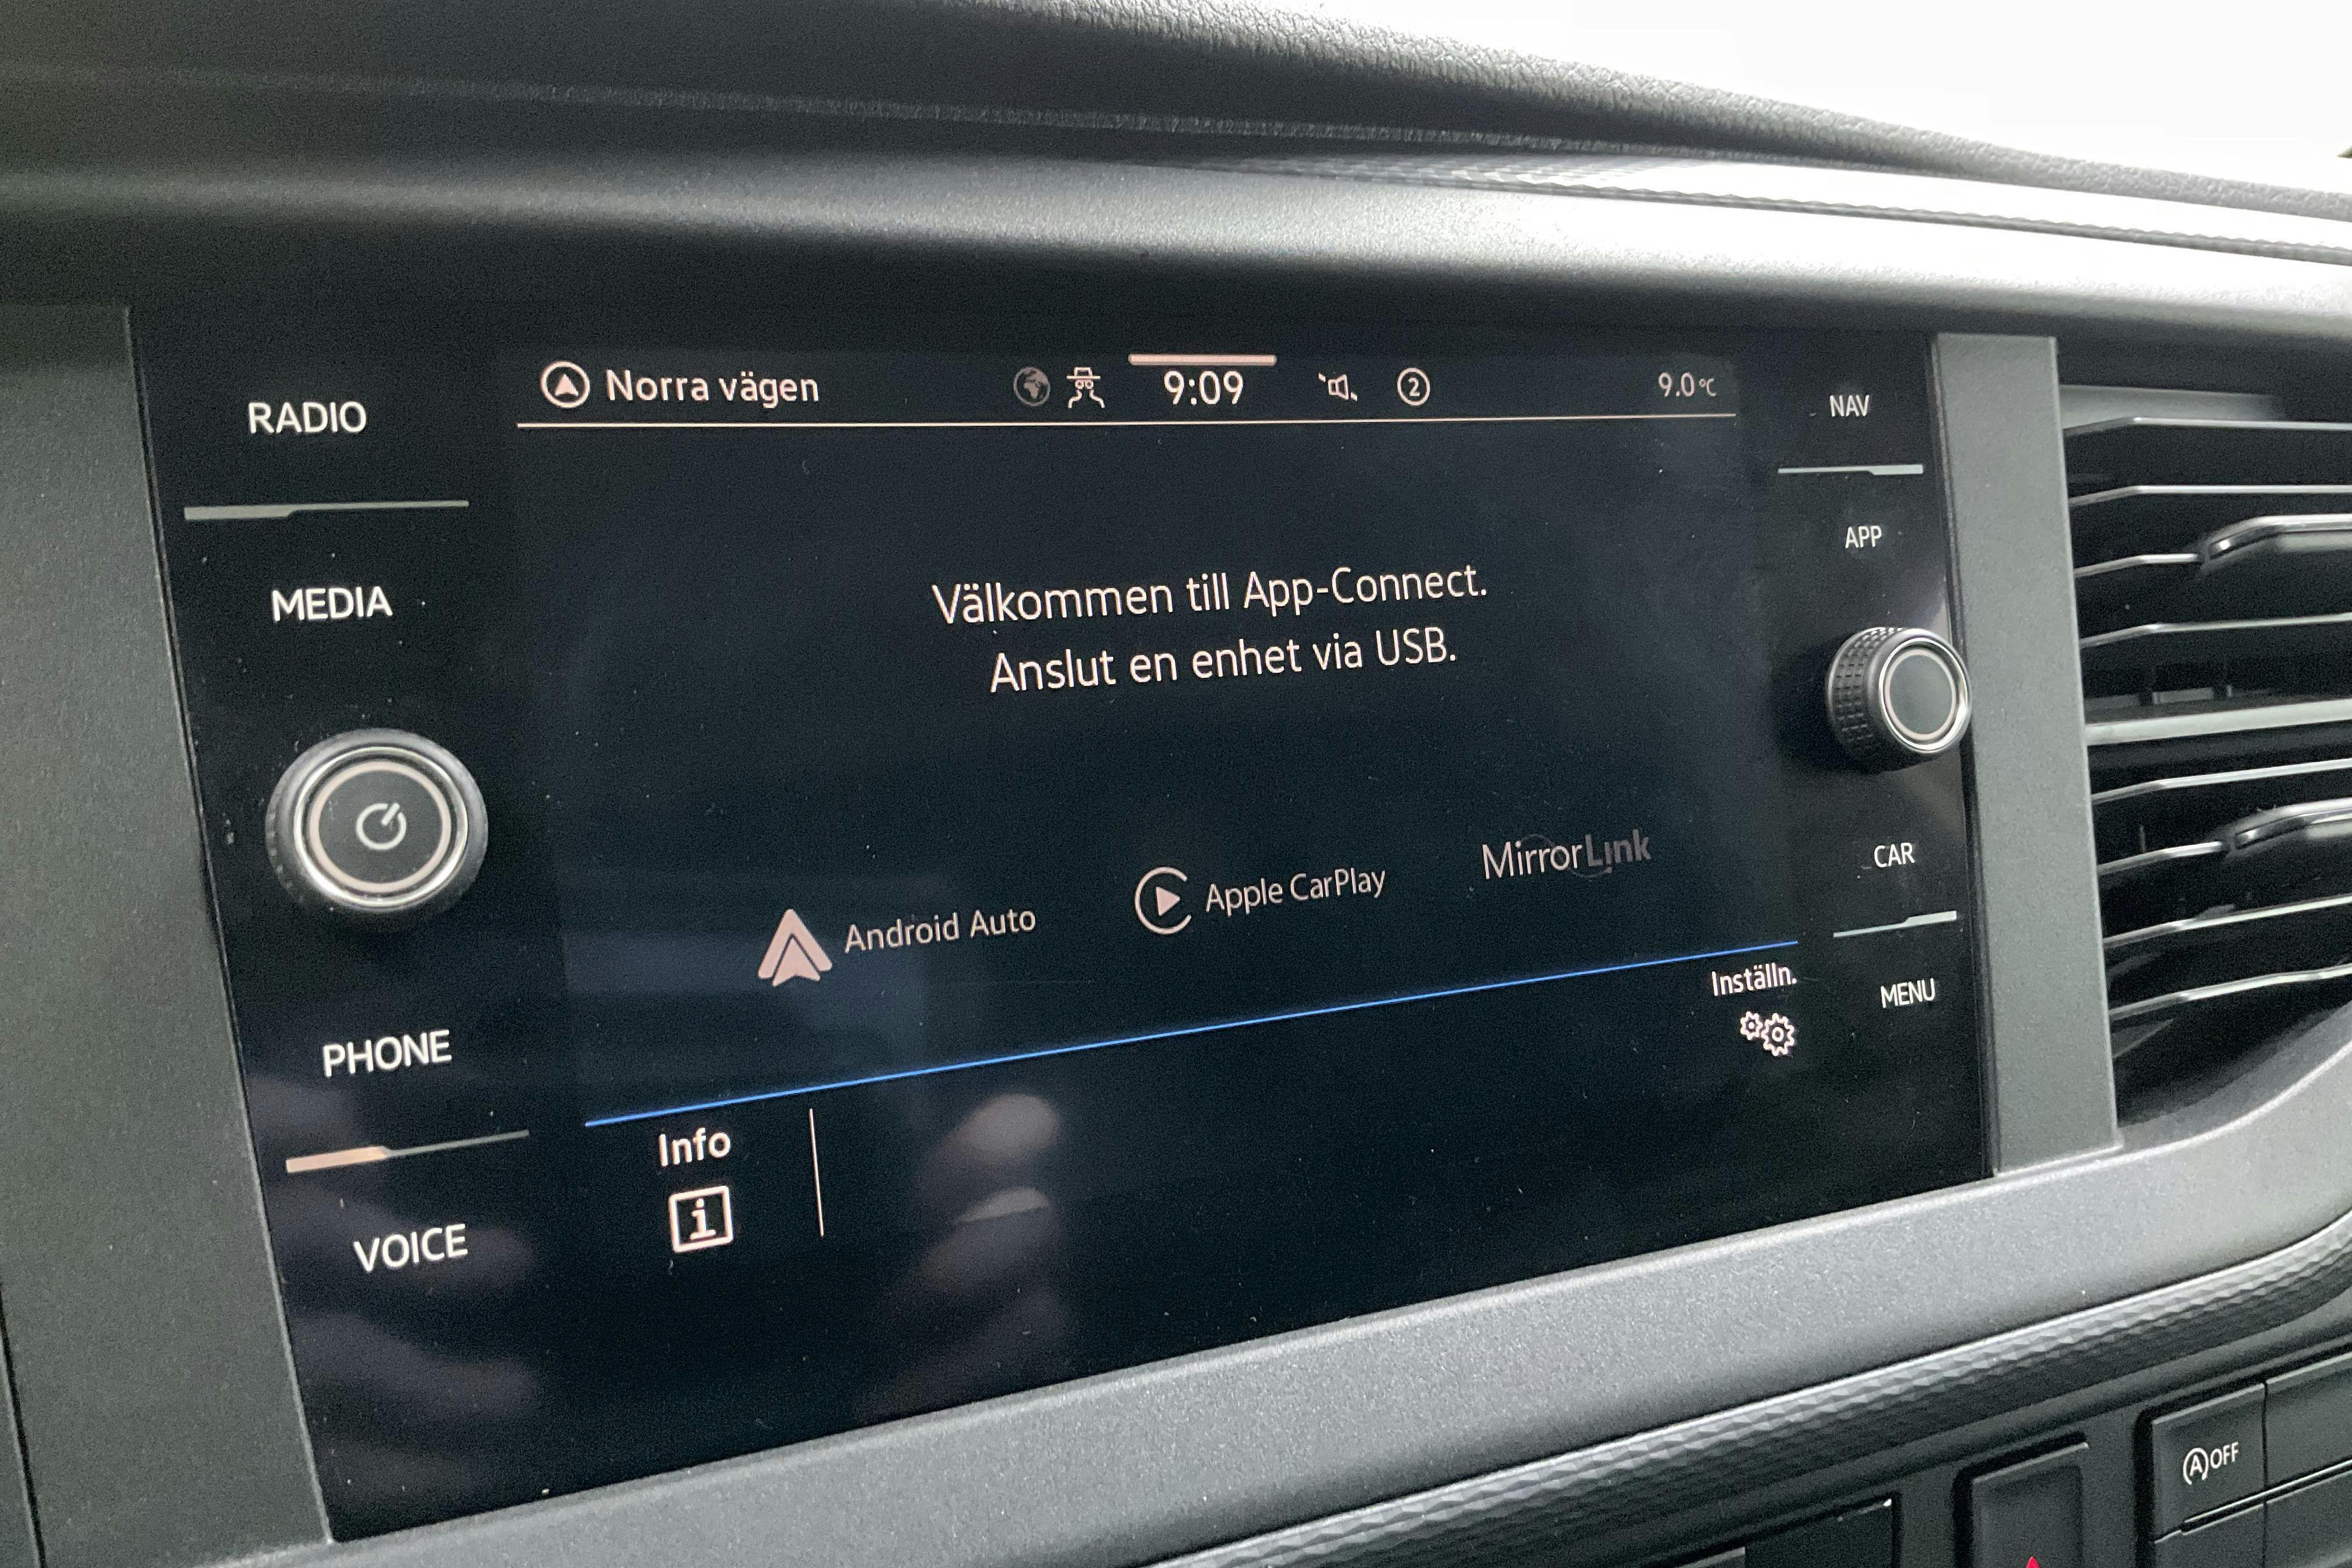 Norra vägen
9:09
2
9.0 °C
RADIO
MEDIA
PHONE
VOICE
Välkommen till App-Connect.
Anslut en enhet via USB.
Android Auto
Apple CarPlay
MirrorLink
Info
i
Inställn.
NAV
APP
CAR
MENU
A OFF